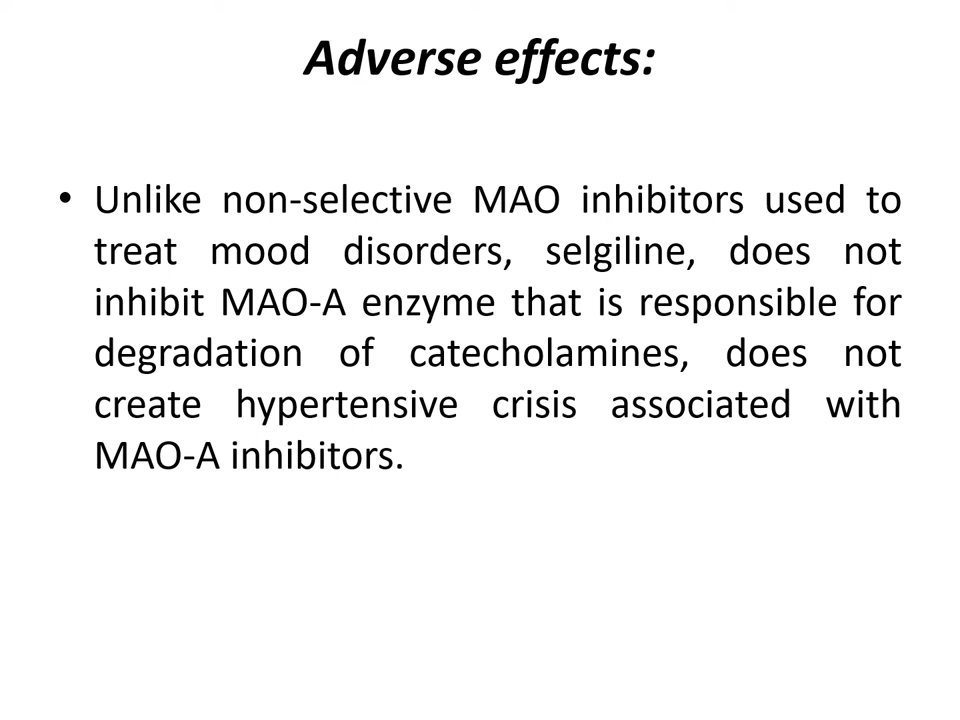 Adverse effects:
• Unlike non-selective MAO inhibitors used to
treat mood disorders, selgiline, does not
inhibit MAO-A enzyme that is responsible for
degradation of catecholamines, does not
create hypertensive crisis associated with
MAO-A inhibitors.